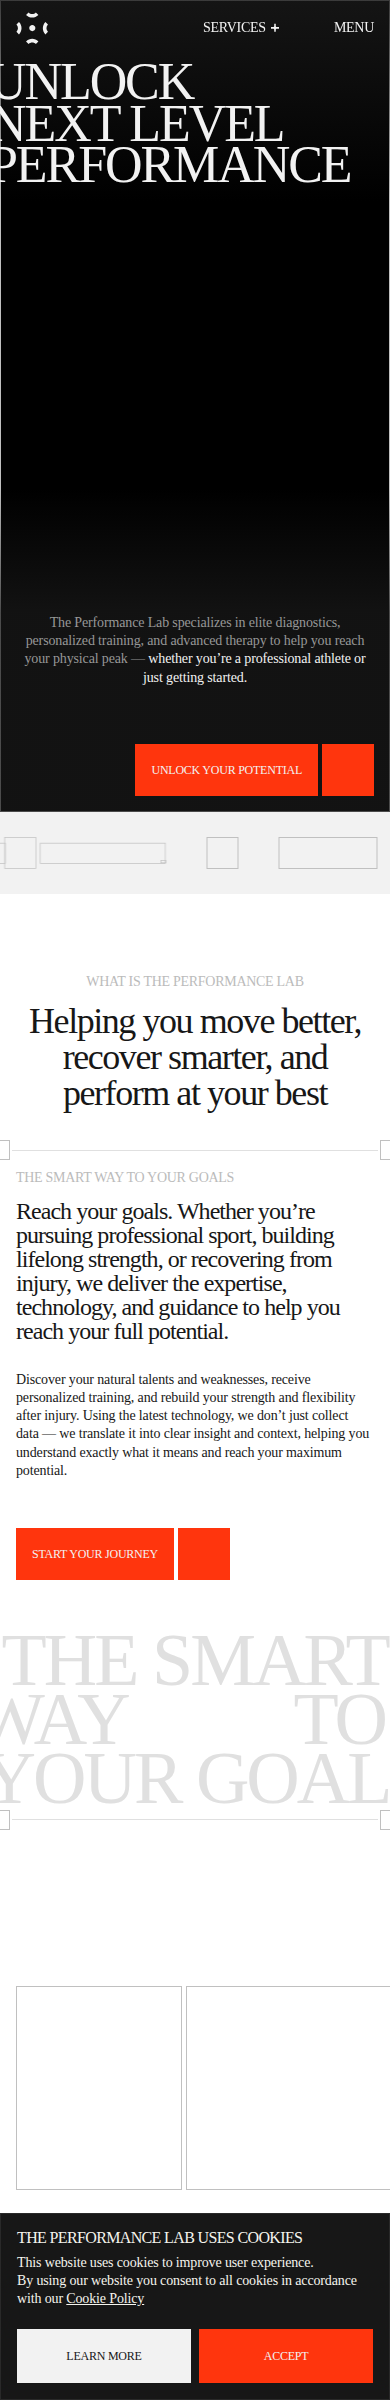 SERVICES +
MENU
UNLOCK
NEXT LEVEL
PERFORMANCE
The Performance Lab specializes in elite diagnostics,
personalized training, and advanced therapy to help you reach
your physical peak — whether you’re a professional athlete or
just getting started.
UNLOCK YOUR POTENTIAL
WHAT IS THE PERFORMANCE LAB
Helping you move better,
recover smarter, and
perform at your best
THE SMART WAY TO YOUR GOALS
Reach your goals. Whether you’re
pursuing professional sport, building
lifelong strength, or recovering from
injury, we deliver the expertise,
technology, and guidance to help you
reach your full potential.
Discover your natural talents and weaknesses, receive
personalized training, and rebuild your strength and flexibility
after injury. Using the latest technology, we don’t just collect
data — we translate it into clear insight and context, helping you
understand exactly what it means and reach your maximum
potential.
START YOUR JOURNEY
THE SMART
WAY TO
YOUR GOAL
THE PERFORMANCE LAB USES COOKIES
This website uses cookies to improve user experience.
By using our website you consent to all cookies in accordance
with our Cookie Policy
LEARN MORE
ACCEPT